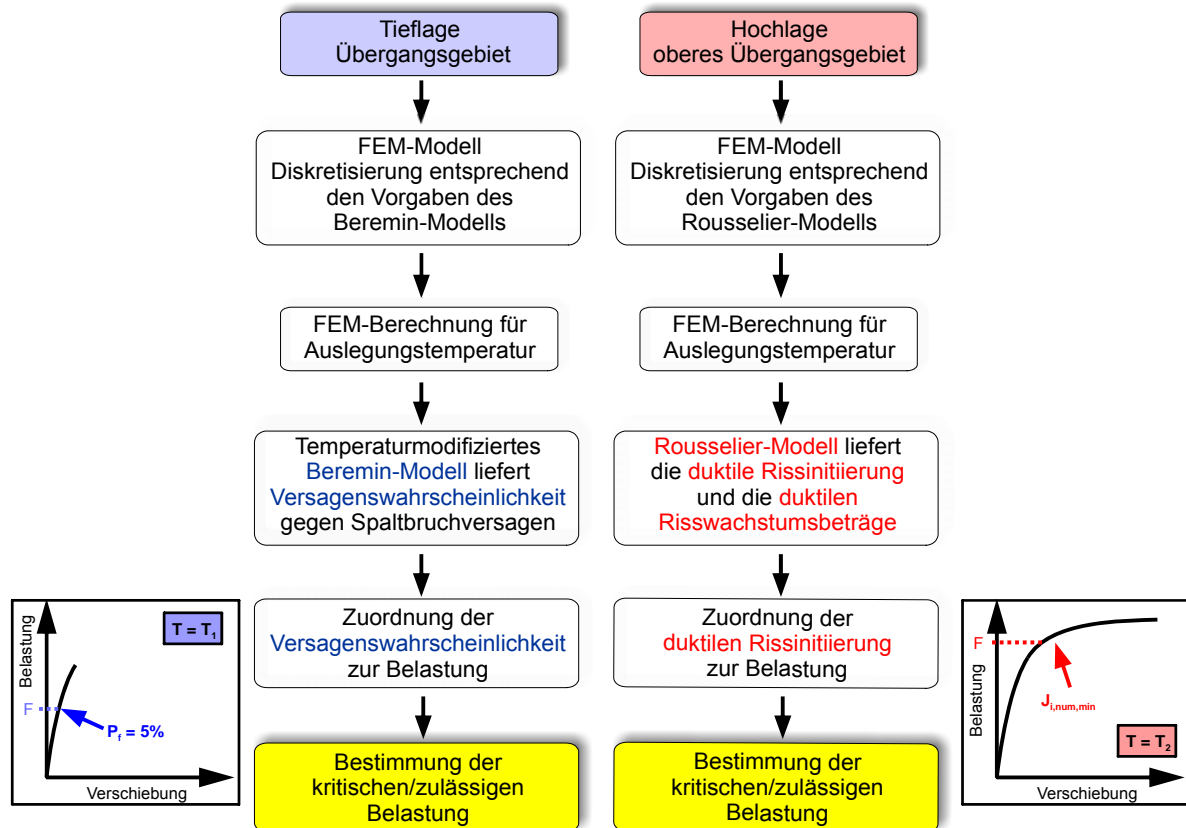 Tieflage
Übergangsgebiet
FEM-Modell
Diskretisierung entsprechend
den Vorgaben des
Beremin-Modells
FEM-Berechnung für
Auslegungstemperatur
Temperaturmodifiziertes
Beremin-Modell liefert
Versagenswahrscheinlichkeit
gegen Spaltbruchversagen
Zuordnung der
Versagenswahrscheinlichkeit
zur Belastung
Bestimmung der
kritischen/zulässigen
Belastung
Hochlage
oberes Übergangsgebiet
FEM-Modell
Diskretisierung entsprechend
den Vorgaben des
Rousselier-Modells
FEM-Berechnung für
Auslegungstemperatur
Rousselier-Modell liefert
die duktile Rissinitiierung
und die duktilen
Risswachstumsbeträge
Zuordnung der
duktilen Rissinitiierung
zur Belastung
Bestimmung der
kritischen/zulässigen
Belastung
Belastung
T = T1
F
Pf = 5%
Verschiebung
Belastung
F
Ji,num,min
T = T2
Verschiebung